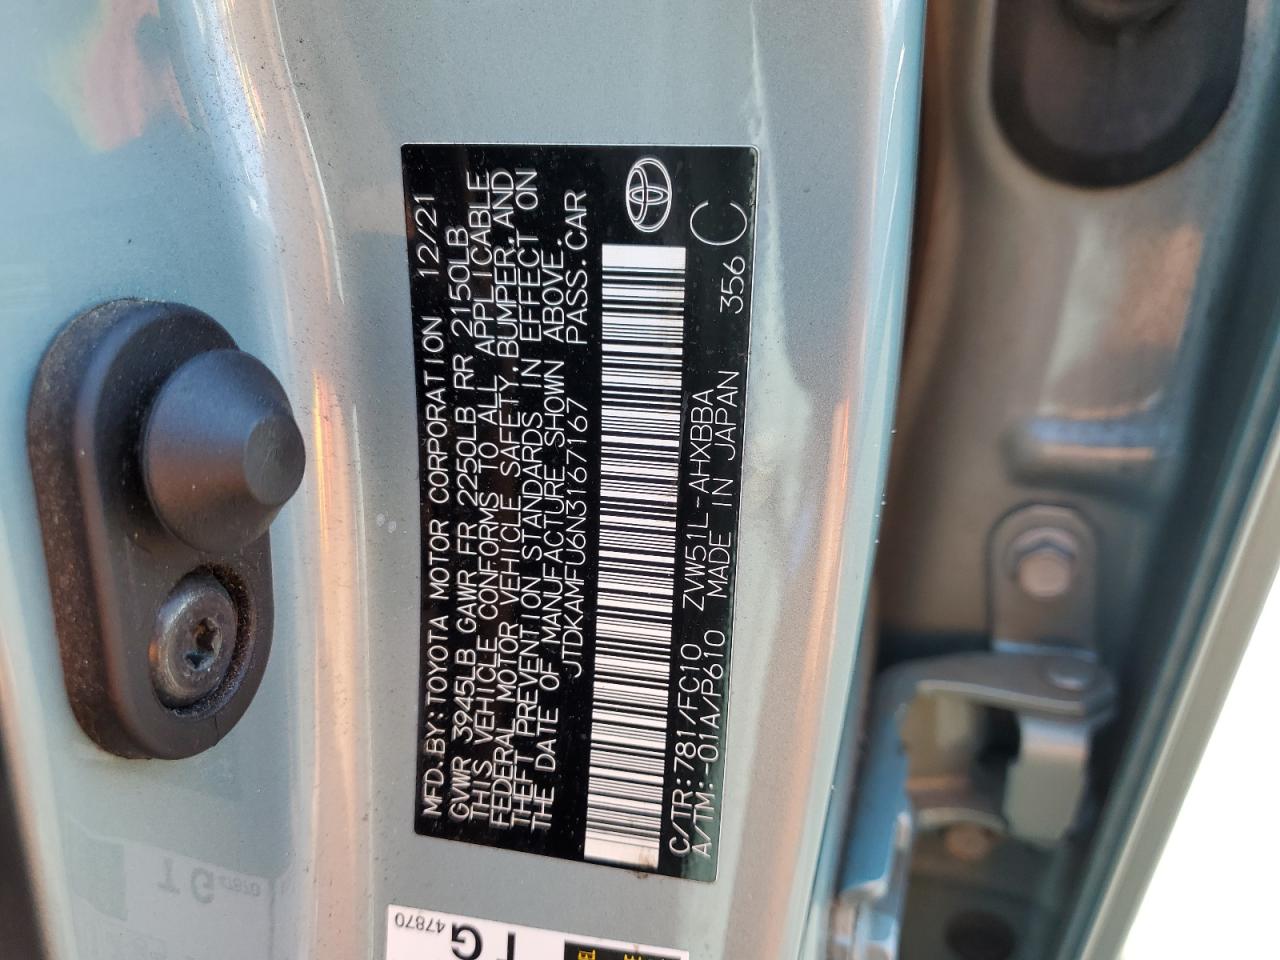 MFD.BY:TOYOTA MOTOR CORPORATION 12/21
GVWR 3945LB GAWR FR 2250LB RR 2150LB
THIS VEHICLE CONFORMS TO ALL APPLICABLE
FEDERAL MOTOR VEHICLE SAFETY,BUMPER,AND
THEFT PREVENTION STANDARDS IN EFFECT ON
THE DATE OF MANUFACTURE SHOWN ABOVE.
JTDKAMFU6N3167167 PASS.CAR
C/TR:781/FC10 ZVW51L-AHXBBA 356 C
A/TM:-01A/P610 MADE IN JAPAN
47870
T G
T G
47870